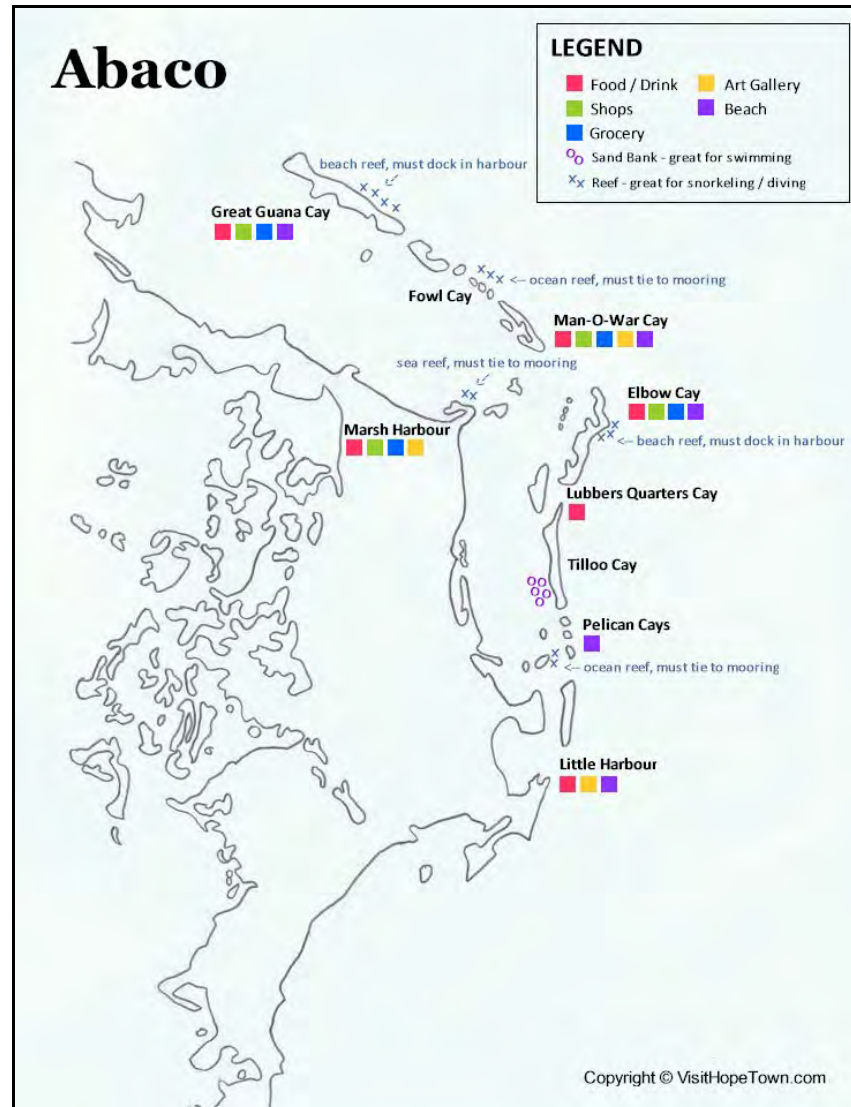 Abaco
LEGEND
Food / Drink
Art Gallery
Shops
Beach
Grocery
Sand Bank - great for swimming
Reef - great for snorkeling / diving
beach reef, must dock in harbour
Great Guana Cay
<-- ocean reef, must tie to mooring
Fowl Cay
Man-O-War Cay
sea reef, must tie to mooring
Elbow Cay
Marsh Harbour
<-- beach reef, must dock in harbour
Lubbers Quarters Cay
Tilloo Cay
Pelican Cays
<-- ocean reef, must tie to mooring
Little Harbour
Copyright © VisitHopeTown.com